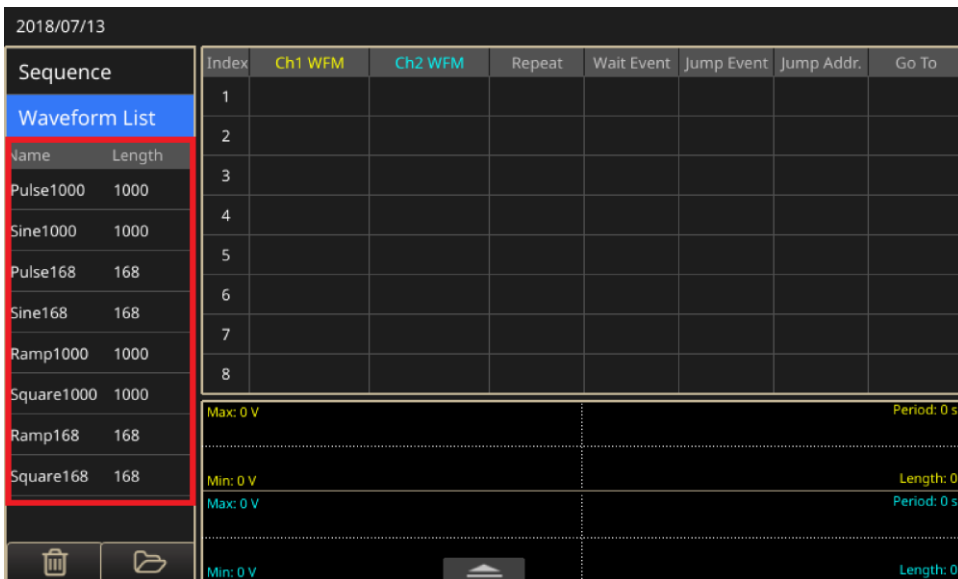 2018/07/13
Sequence
Waveform List
Name Length
Pulse1000 1000
Sine1000 1000
Pulse168 168
Sine168 168
Ramp1000 1000
Square1000 1000
Ramp168 168
Square168 168
Index Ch1 WFM Ch2 WFM Repeat Wait Event Jump Event Jump Addr. Go To
1
2
3
4
5
6
7
8
Max: 0 V Period: 0 s
Min: 0 V Length: 0
Max: 0 V Period: 0 s
Min: 0 V Length: 0